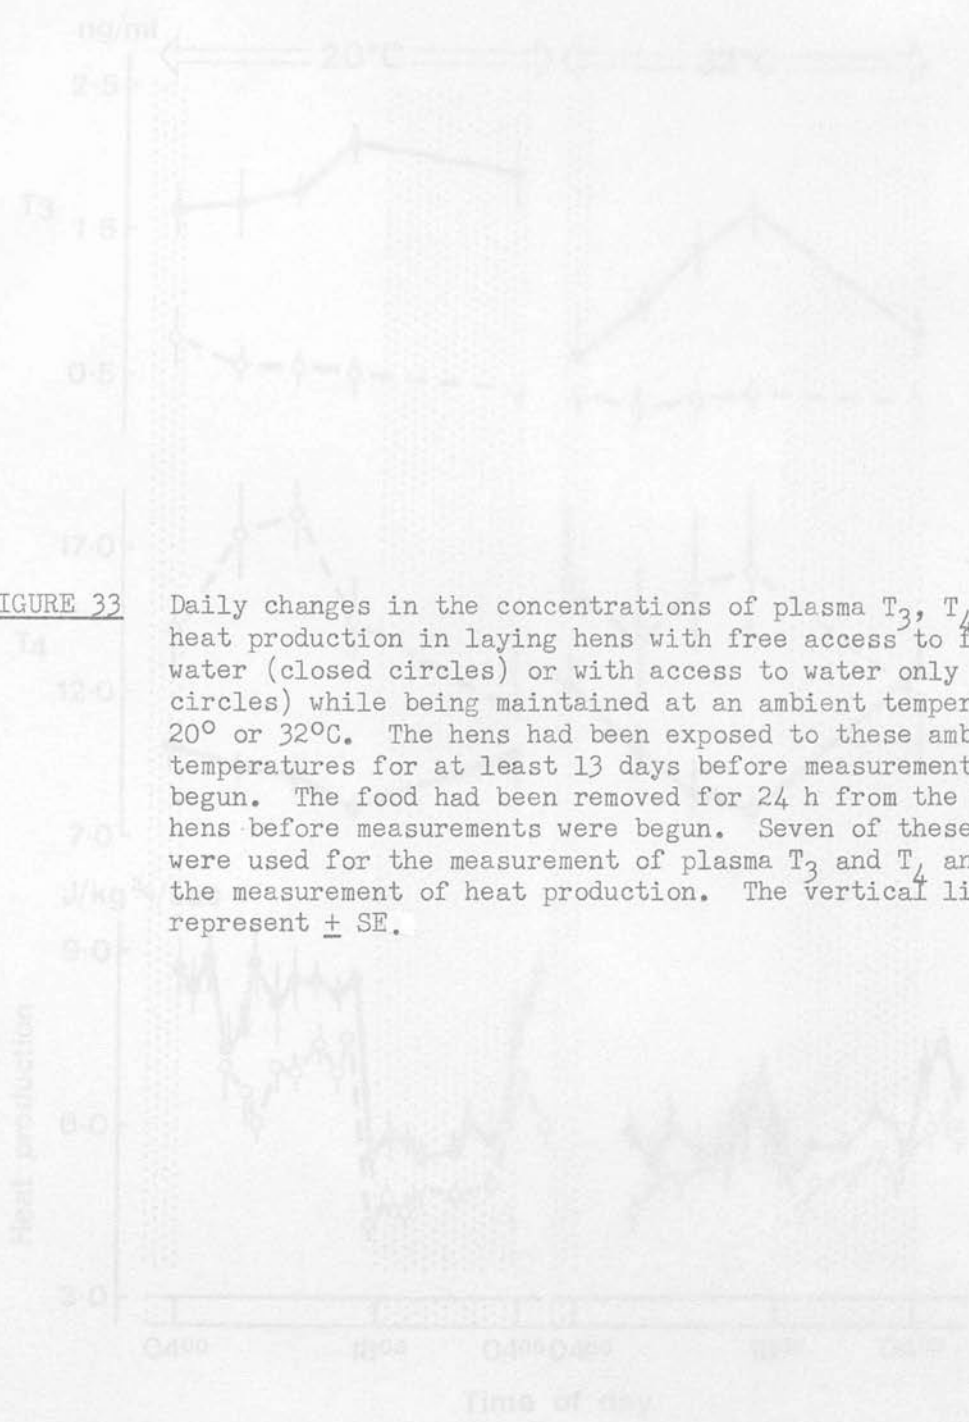 ng/ml
20°C 32°C
2·5
T3
1·5
0·5
17·0
IGURE 33 Daily changes in the concentrations of plasma T3, T4
heat production in laying hens with free access to
water (closed circles) or with access to water only
circles) while being maintained at an ambient temper
20° or 32°C. The hens had been exposed to these amb
temperatures for at least 13 days before measurement
begun. The food had been removed for 24 h from the
hens before measurements were begun. Seven of these
were used for the measurement of plasma T3 and T4 an
the measurement of heat production. The vertical li
represent ± SE.
T4
12·0
7·0
J/kg
9·0
Heat production
6·0
3·0
04⁰⁰ 18⁰⁰ 04⁰⁰ 04⁰⁰
Time of day